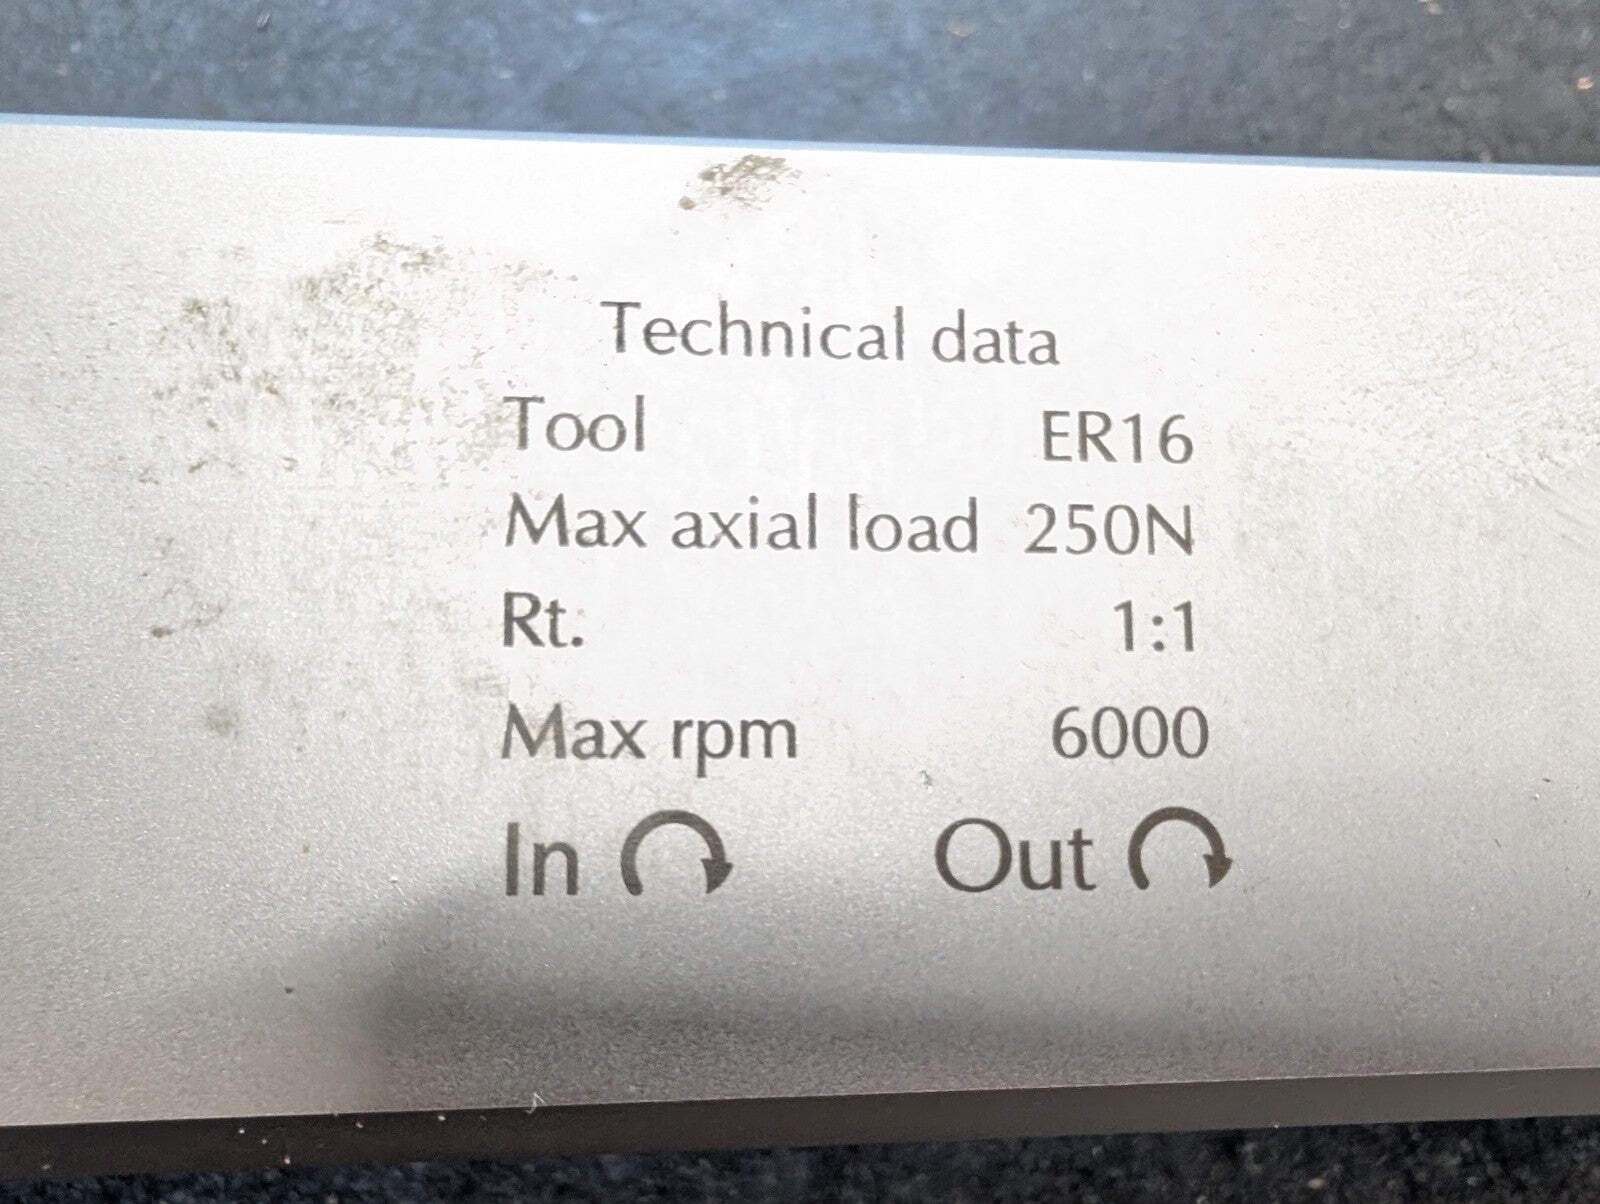 Technical data
Tool ER16
Max axial load 250N
Rt. 1:1
Max rpm 6000
In Out